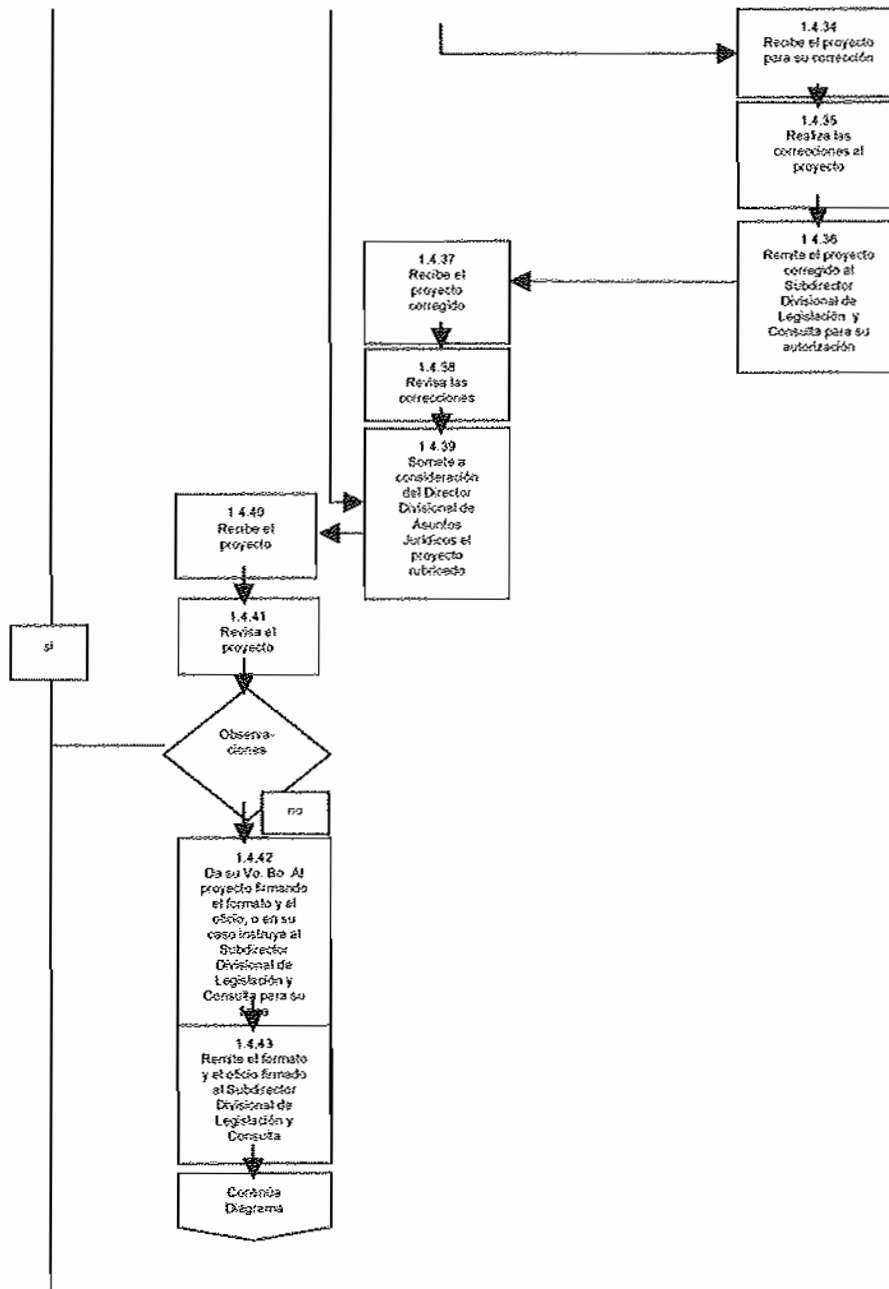 1.4.34
Recibe el proyecto
para su corrección
1.4.35
Realiza las
correcciones al
proyecto
1.4.36
Remite el proyecto
corregido al
Subdirector
Divisional de
Legislación y
Consulta para su
autorización
1.4.37
Recibe el
proyecto
corregido
1.4.38
Revisa las
correcciones
1.4.39
Somete a
consideración
del Director
Divisional de
Asuntos
Jurídicos el
proyecto
rubricado
1.4.40
Recibe el
proyecto
1.4.41
Revisa el
proyecto
si
Observa-
ciones
no
1.4.42
Da su Vo. Bo. Al
proyecto firmando
el formato y el
oficio, o en su
caso instruye al
Subdirector
Divisional de
Legislación y
Consulta para su
1.4.43
Remite el formato
y el oficio firmado
al Subdirector
Divisional de
Legislación y
Consulta
Continúa
Diagrama